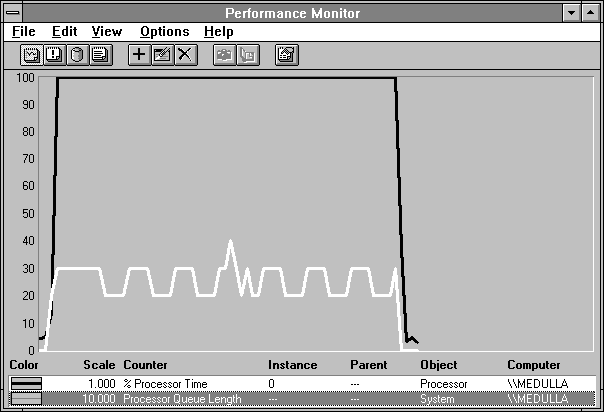 Performance Monitor
File Edit View Options Help
100
90
80
70
60
50
40
30
20
10
0
Color Scale Counter Instance Parent Object Computer
1.000 % Processor Time 0 --- Processor \\MEDULLA
10.000 Processor Queue Length --- --- System \\MEDULLA